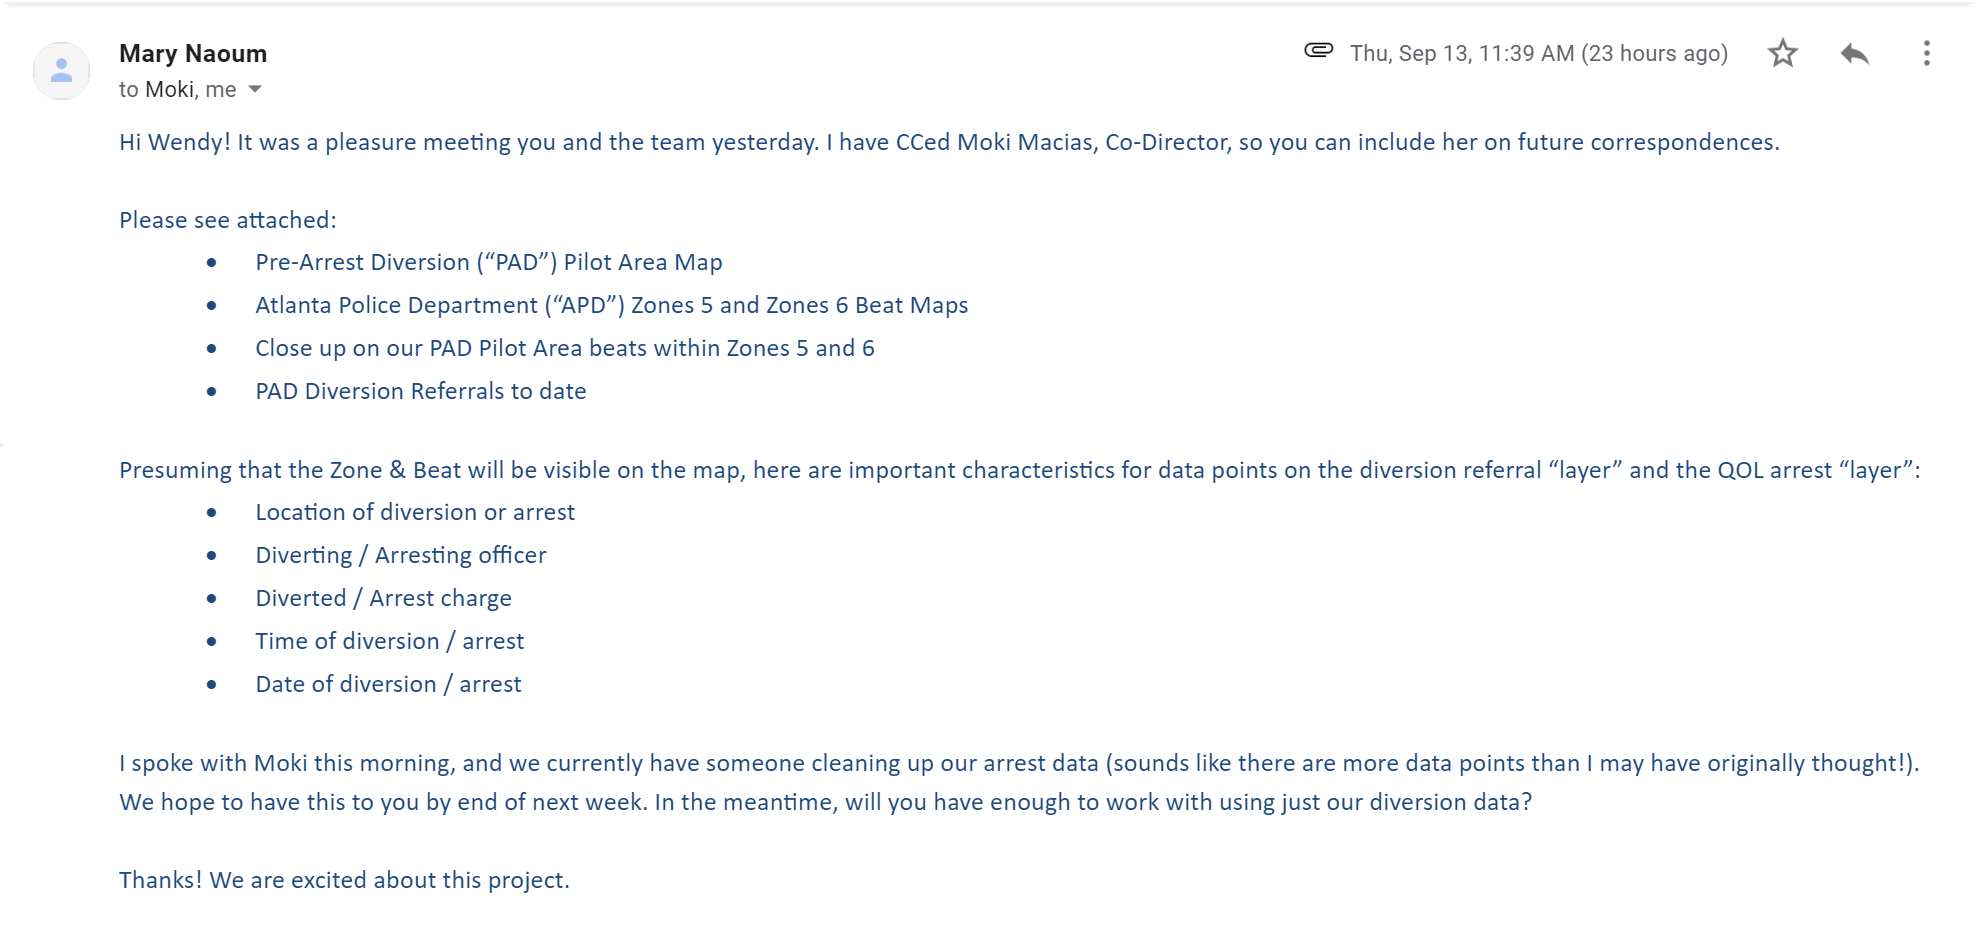 Mary Naoum
Thu, Sep 13, 11:39 AM (23 hours ago)
to Moki, me
Hi Wendy! It was a pleasure meeting you and the team yesterday. I have CCed Moki Macias, Co-Director, so you can include her on future correspondences.
Please see attached:
• Pre-Arrest Diversion (“PAD”) Pilot Area Map
• Atlanta Police Department (“APD”) Zones 5 and Zones 6 Beat Maps
• Close up on our PAD Pilot Area beats within Zones 5 and 6
• PAD Diversion Referrals to date
Presuming that the Zone & Beat will be visible on the map, here are important characteristics for data points on the diversion referral “layer” and the QOL arrest “layer”:
• Location of diversion or arrest
• Diverting / Arresting officer
• Diverted / Arrest charge
• Time of diversion / arrest
• Date of diversion / arrest
I spoke with Moki this morning, and we currently have someone cleaning up our arrest data (sounds like there are more data points than I may have originally thought!).
We hope to have this to you by end of next week. In the meantime, will you have enough to work with using just our diversion data?
Thanks! We are excited about this project.